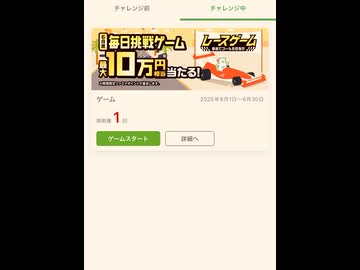 チャレンジ前
チャレンジ中
毎日挑戦ゲーム
最大10万円相当当たる!
レースゲーム
ゲーム
2025年6月1日〜6月30日
挑戦権 1 回
ゲームスタート
詳細へ